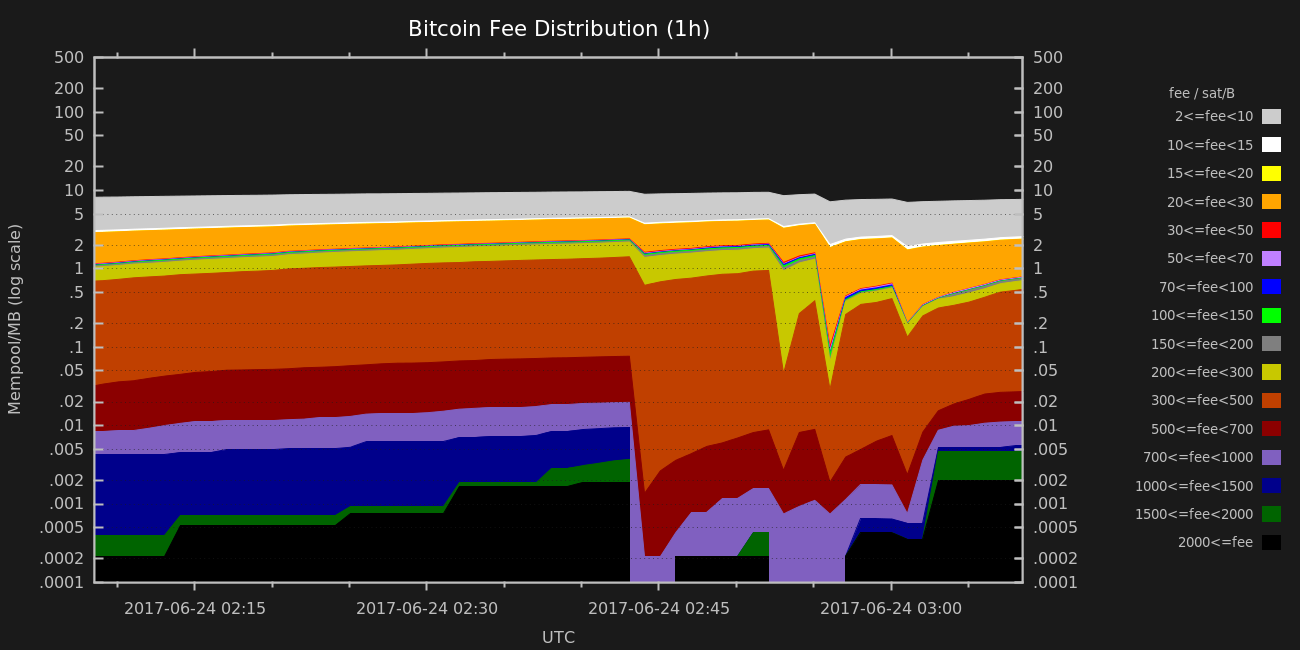 Bitcoin Fee Distribution (1h)
500
200
100
50
20
10
5
2
1
.5
.2
.1
.05
.02
.01
.005
.002
.001
.0005
.0002
.0001
Mempool/MB (log scale)
500
200
100
50
20
10
5
2
1
.5
.2
.1
.05
.02
.01
.005
.002
.001
.0005
.0002
.0001
2017-06-24 02:15
2017-06-24 02:30
2017-06-24 02:45
2017-06-24 03:00
UTC
fee / sat/B
2<=fee<10
10<=fee<15
15<=fee<20
20<=fee<30
30<=fee<50
50<=fee<70
70<=fee<100
100<=fee<150
150<=fee<200
200<=fee<300
300<=fee<500
500<=fee<700
700<=fee<1000
1000<=fee<1500
1500<=fee<2000
2000<=fee